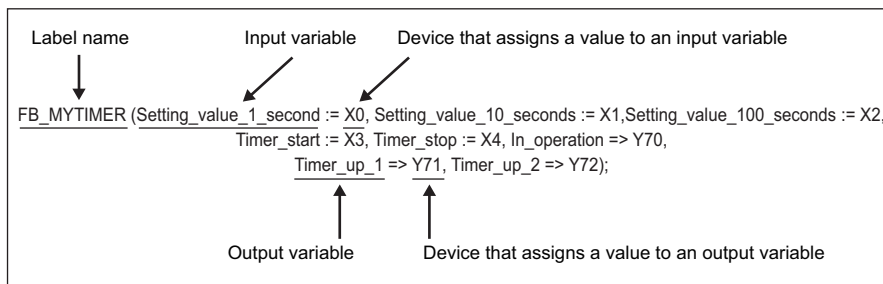 Label name Input variable Device that assigns a value to an input variable
FB_MYTIMER (Setting_value_1_second := X0, Setting_value_10_seconds := X1,Setting_value_100_seconds := X2,
Timer_start := X3, Timer_stop := X4, In_operation => Y70,
Timer_up_1 => Y71, Timer_up_2 => Y72);
Output variable Device that assigns a value to an output variable